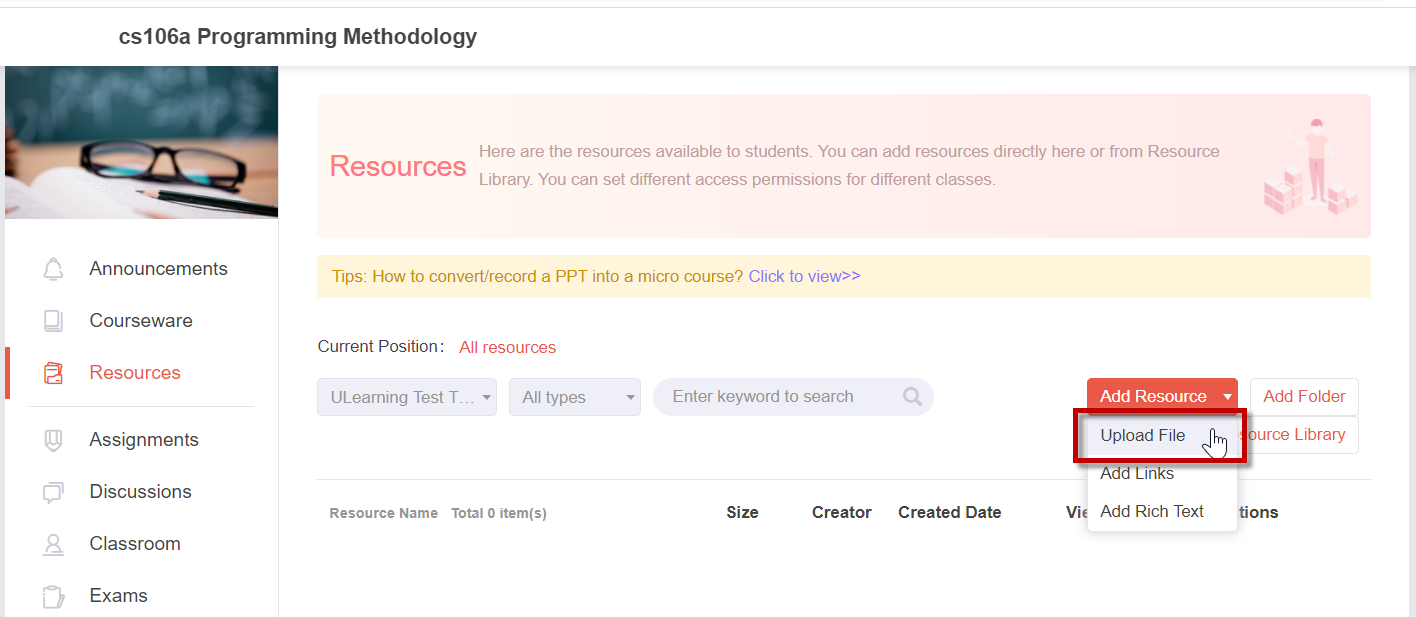 cs106a Programming Methodology
Resources
Here are the resources available to students. You can add resources directly here or from Resource
Library. You can set different access permissions for different classes.
Tips: How to convert/record a PPT into a micro course? Click to view>>
Announcements
Courseware
Resources
Assignments
Discussions
Classroom
Exams
Current Position: All resources
ULearning Test T... All types Enter keyword to search Add Resource Add Folder
Upload File ource Library
Add Links
Add Rich Text
Resource Name Total 0 item(s) Size Creator Created Date Vie tions